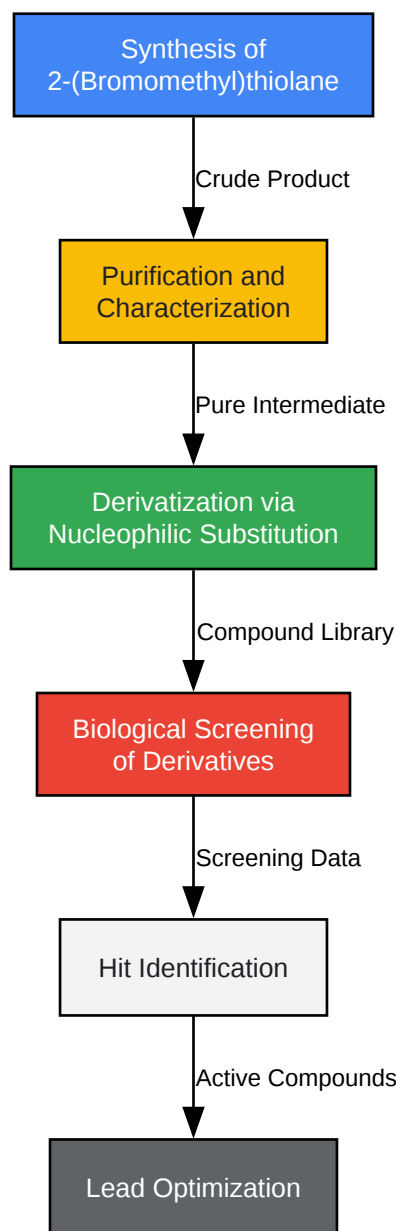 Synthesis of
2-(Bromomethyl)thiolane
Crude Product
Purification and
Characterization
Pure Intermediate
Derivatization via
Nucleophilic Substitution
Compound Library
Biological Screening
of Derivatives
Screening Data
Hit Identification
Active Compounds
Lead Optimization